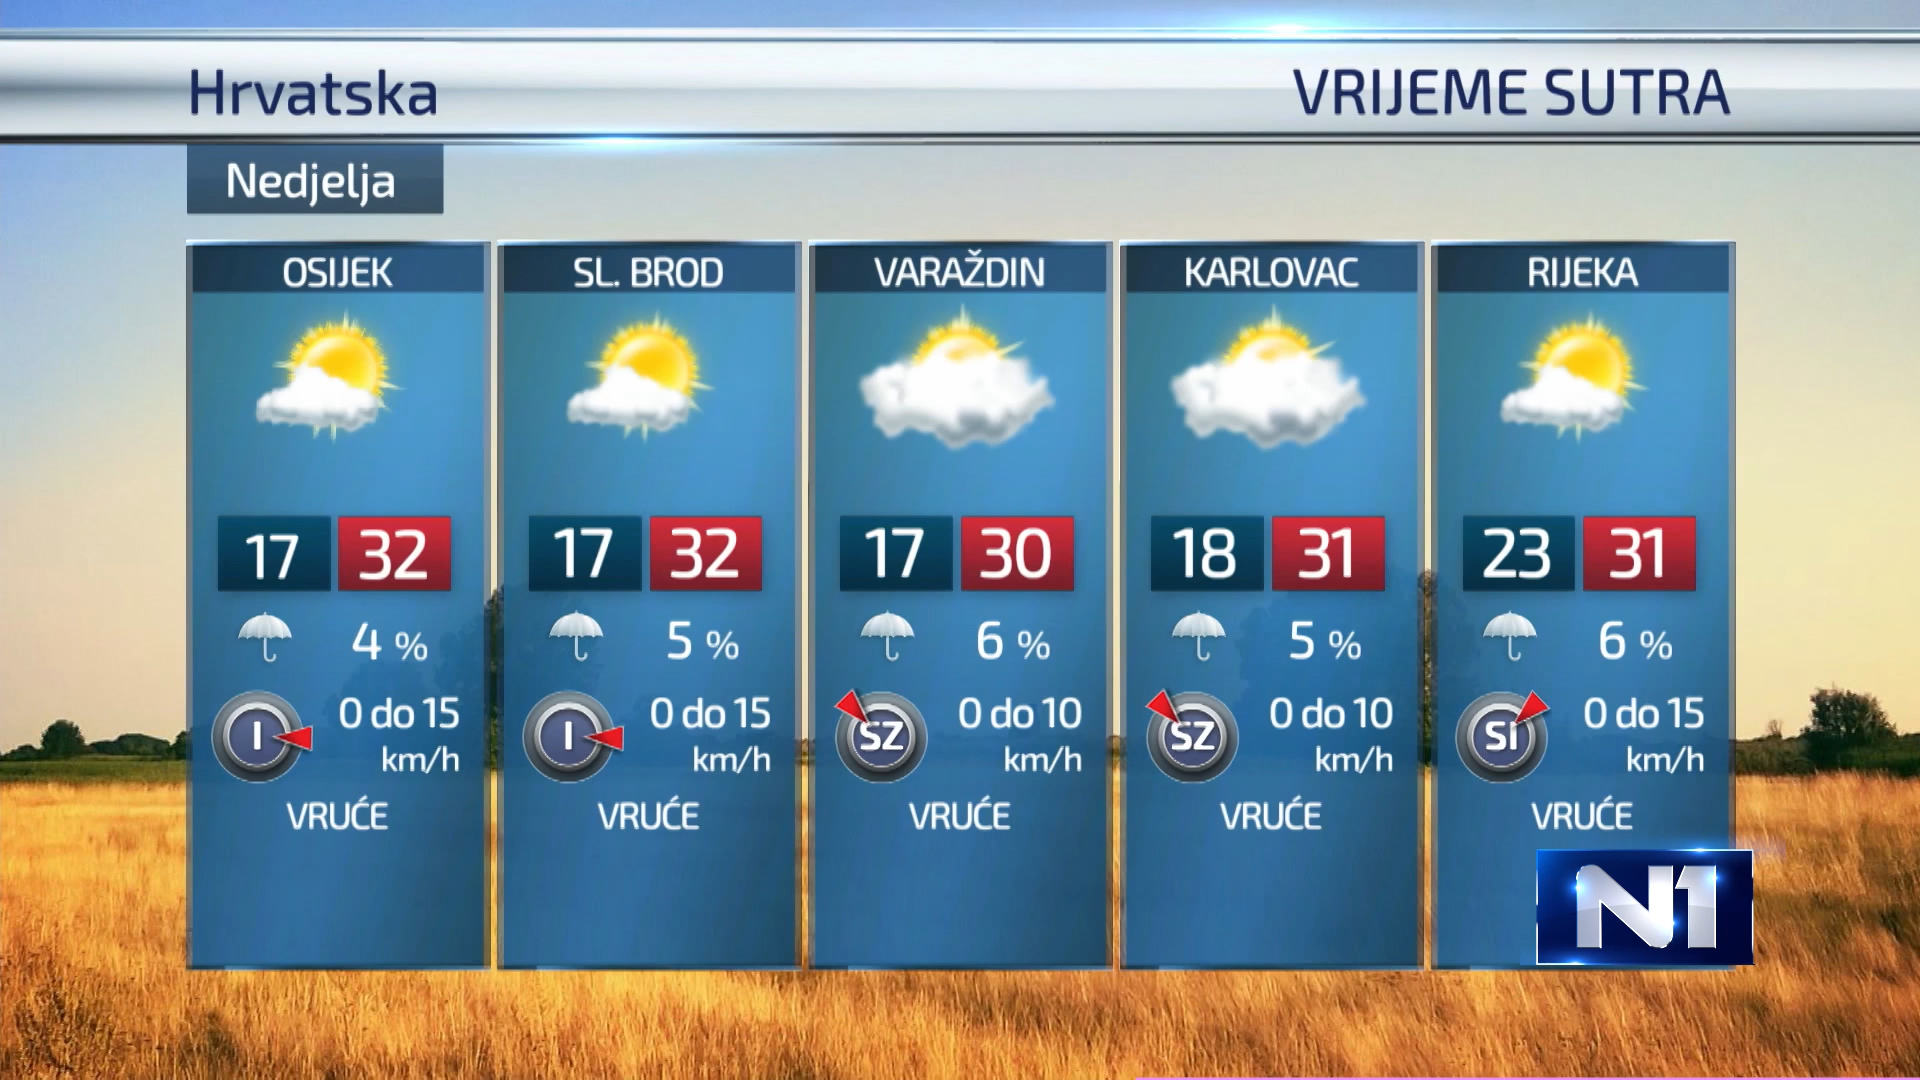 Hrvatska
VRIJEME SUTRA
Nedjelja
OSIJEK
17 32
4 %
I
0 do 15
km/h
VRUĆE
SL. BROD
17 32
5 %
I
0 do 15
km/h
VRUĆE
VARAŽDIN
17 30
6 %
SZ
0 do 10
km/h
VRUĆE
KARLOVAC
18 31
5 %
SZ
0 do 10
km/h
VRUĆE
RIJEKA
23 31
6 %
SI
0 do 15
km/h
VRUĆE
N1